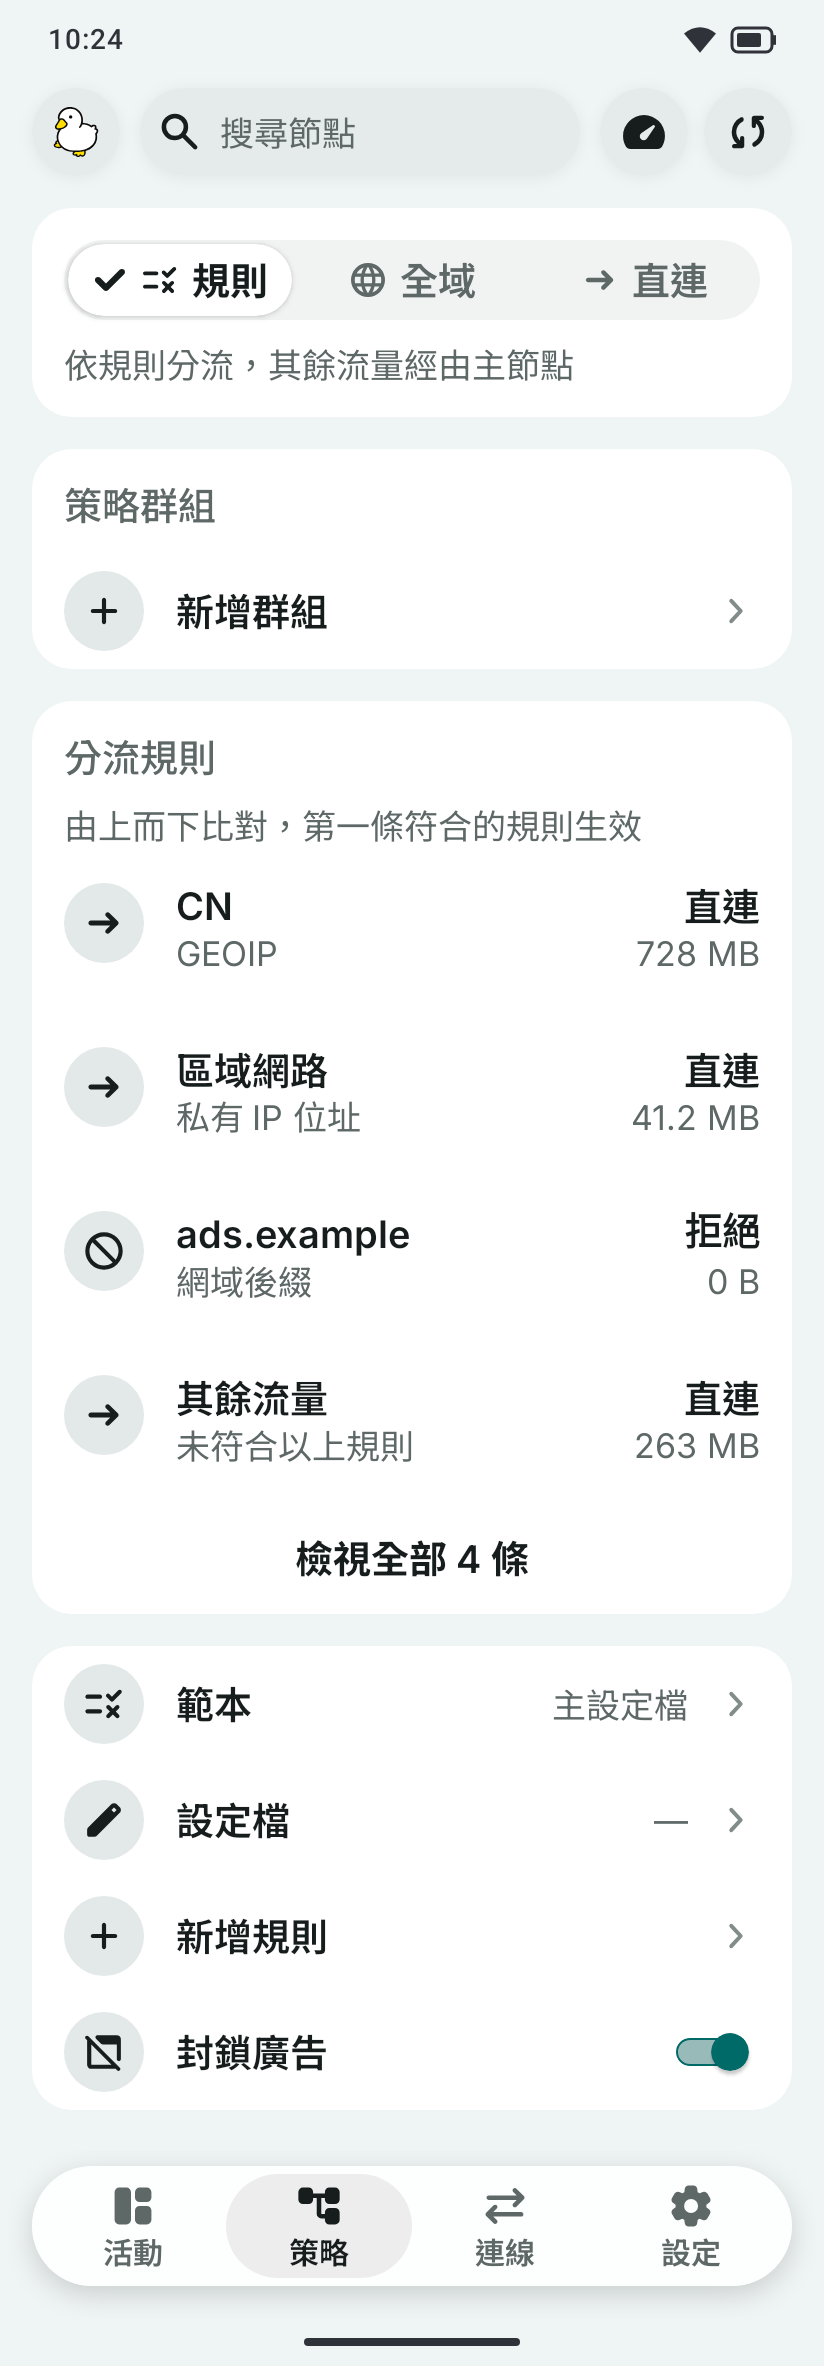 10:24
搜尋節點
規則
全域
直連
依規則分流，其餘流量經由主節點
策略群組
新增群組
分流規則
由上而下比對，第一條符合的規則生效
CN
直連
GEOIP
728 MB
區域網路
直連
私有 IP 位址
41.2 MB
ads.example
拒絕
網域後綴
0 B
其餘流量
直連
未符合以上規則
263 MB
檢視全部 4 條
範本
主設定檔
設定檔
—
新增規則
封鎖廣告
活動
策略
連線
設定